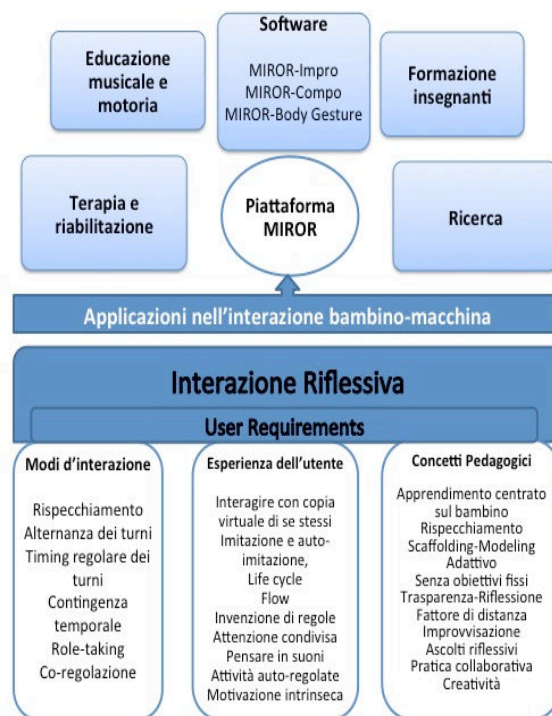 Software
MIROR-Impro
MIROR-Compo
MIROR-Body Gesture
Educazione
musicale e
motoria
Formazione
insegnanti
Terapia e
riabilitazione
Piattaforma
MIROR
Ricerca
Applicazioni nell'interazione bambino-macchina
Interazione Riflessiva
User Requirements
Modi d'interazione
Rispecchiamento
Alternanza dei turni
Timing regolare dei
turni
Contingenza
temporale
Role-taking
Co-regolazione
Esperienza dell'utente
Interagire con copia
virtuale di se stessi
Imitazione e auto-
imitazione,
Life cycle
Flow
Invenzione di regole
Attenzione condivisa
Pensare in suoni
Attività auto-regolate
Motivazione intrinseca
Concetti Pedagogici
Apprendimento centrato
sul bambino
Rispecchiamento
Scaffolding-Modeling
Adattivo
Senza obiettivi fissi
Trasparenza-Riflessione
Fattore di distanza
Improvvisazione
Ascolti riflessivi
Pratica collaborativa
Creatività